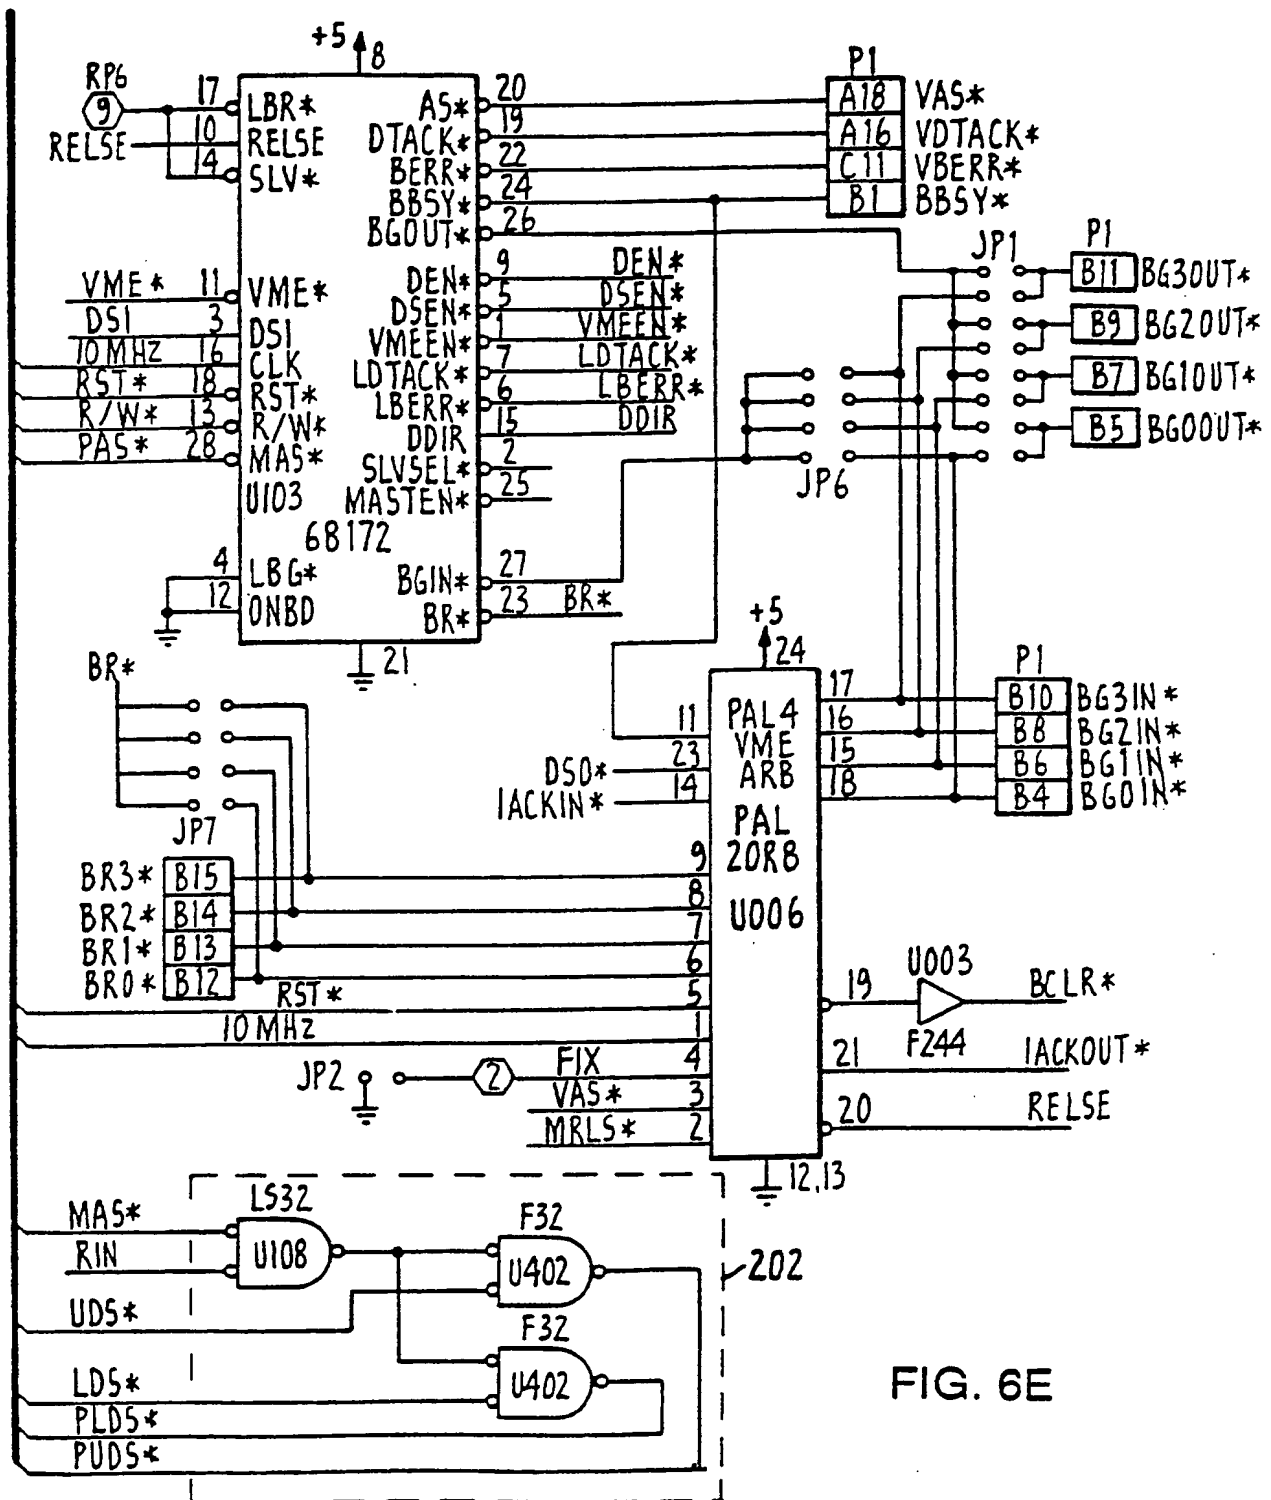 +5
8
RP6
9
17
LBR*
RELSE
10
RELSE
14
SLV*
VME*
11
VME*
DSI
3
DSI
10MHZ
16
CLK
RST*
18
RST*
R/W*
13
R/W*
PAS*
28
MAS*
U103
68172
4
LBG*
12
ONBD
21
AS*
20
DTACK*
19
BERR*
22
BBSY*
24
BGOUT*
26
DEN*
9
DEN*
DSEN*
5
DSEN*
VMEEN*
1
VMEEN*
LDTACK*
7
LDTACK*
LBERR*
6
LBERR*
DDIR
15
DDIR
SLVSEL*
2
MASTEN*
25
BGIN*
27
BR*
23
BR*
P1
A18 VAS*
A16 VDTACK*
C11 VBERR*
B1 BBSY*
JP1
P1
B11 BG3OUT*
B9 BG2OUT*
B7 BG1OUT*
B5 BG0OUT*
JP6
BR*
JP7
BR3* B15
BR2* B14
BR1* B13
BR0* B12
+5
24
PAL4
VME
ARB
PAL
20R8
U006
11
DS0*
23
IACKIN*
14
9
8
7
6
RST*
5
10MHZ
1
JP2
2
FIX
4
VAS*
3
MRLS*
2
12,13
17
16
15
18
P1
B10 BG3IN*
B8 BG2IN*
B6 BG1IN*
B4 BG0IN*
19
U003
F244
BCLR*
21
IACKOUT*
20
RELSE
MAS*
RIN
LS32
U108
F32
U402
F32
U402
202
UDS*
LDS*
PLDS*
PUDS*
FIG. 6E